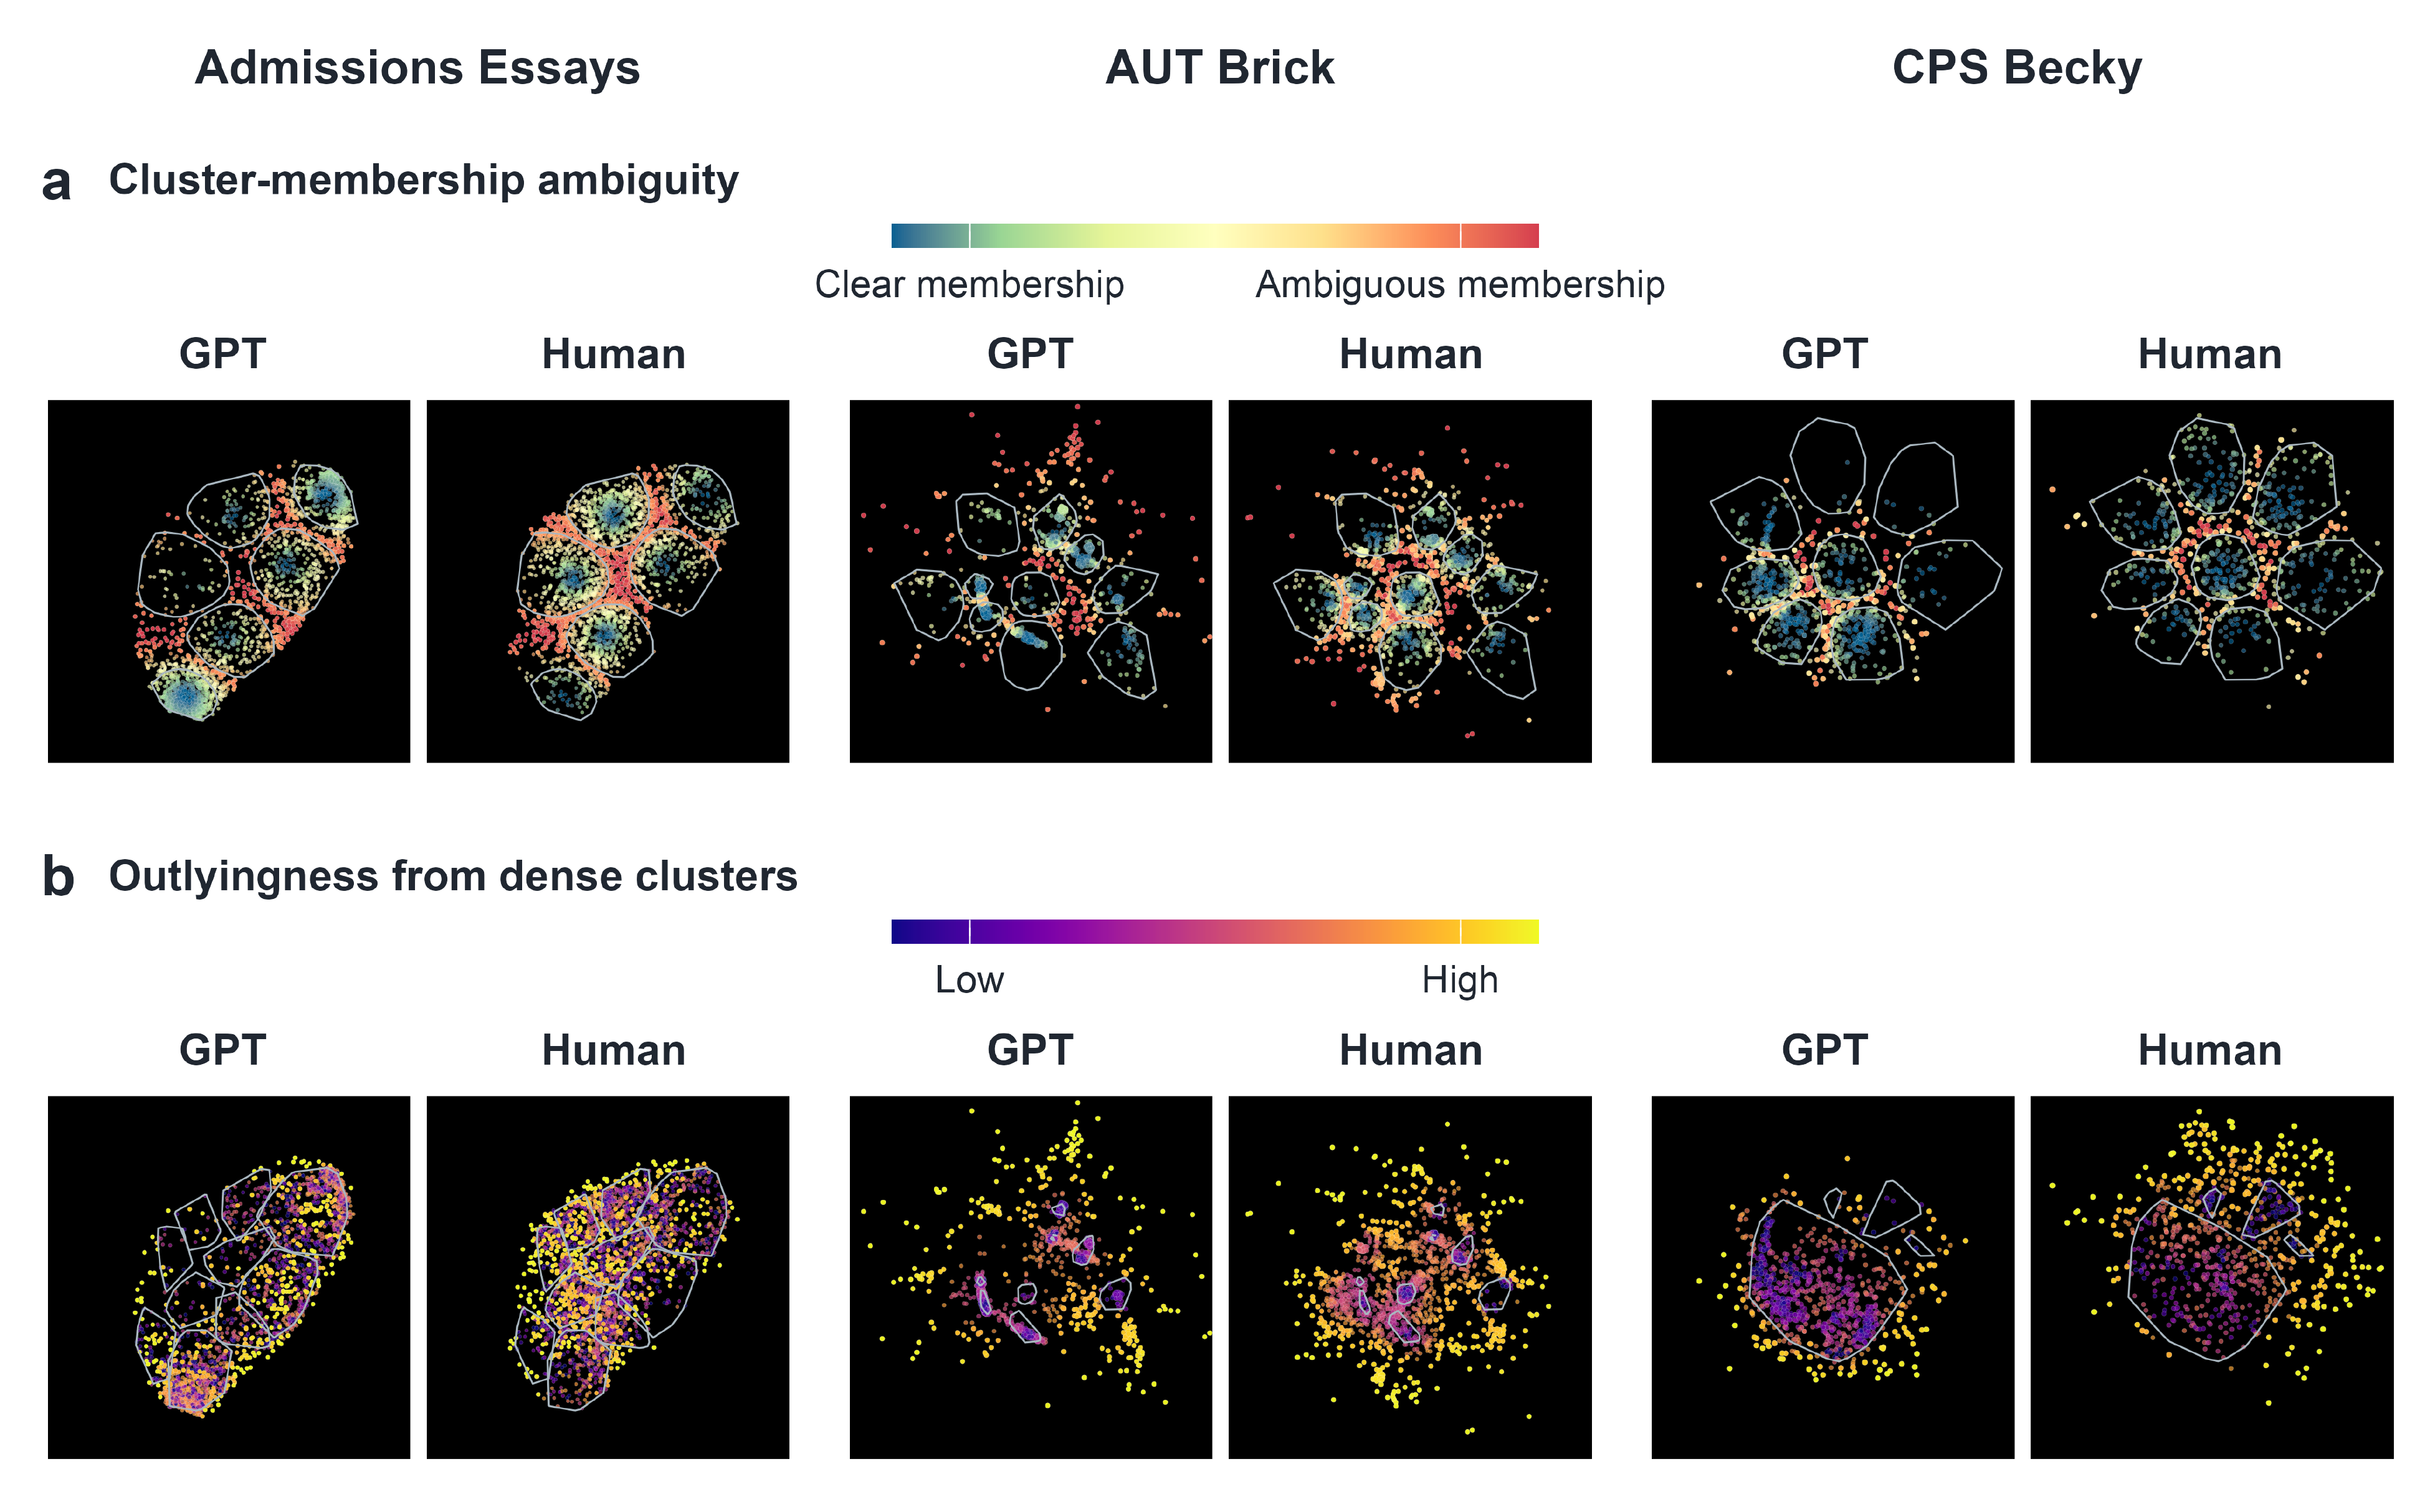 Admissions Essays AUT Brick CPS Becky
a Cluster-membership ambiguity
Clear membership Ambiguous membership
GPT Human GPT Human GPT Human
b Outlyingness from dense clusters
Low High
GPT Human GPT Human GPT Human